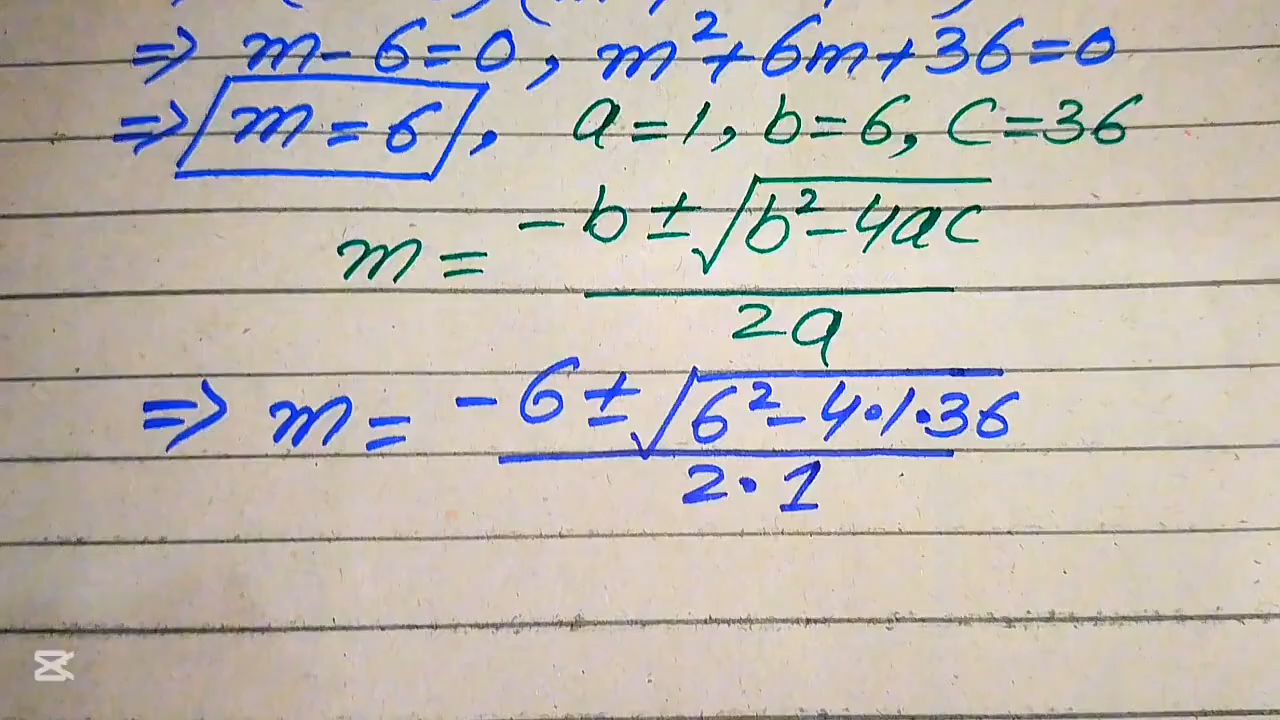 ⇒ m - 6 = 0, m² + 6m + 36 = 0
⇒ m = 6, a = 1, b = 6, c = 36
m = (-b ± √(b² - 4ac)) / 2a
⇒ m = (-6 ± √(6² - 4·1·36)) / 2·1